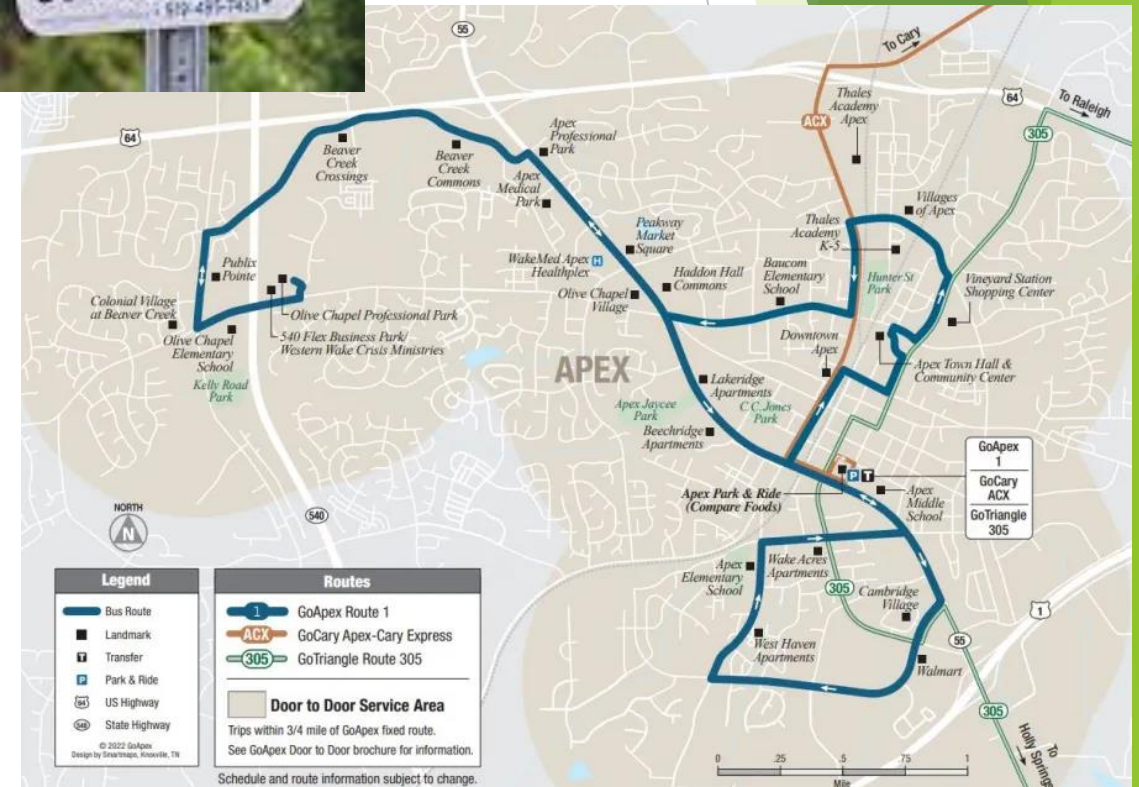 55
To Cary
64
Thales
Academy
Apex
To Raleigh
ACX
305
64
Beaver
Creek
Crossings
Beaver
Creek
Commons
Apex
Professional
Park
Apex
Medical
Park
Villages
of Apex
Thales
Academy
K-5
Peakway
Market
Square
WakeMed Apex H
Healthplex
Haddon Hall
Commons
Baucom
Elementary
School
Hunter St
Park
Vineyard Station
Shopping Center
Publix
Pointe
Olive Chapel
Village
Colonial Village
at Beaver Creek
Olive Chapel Professional Park
540 Flex Business Park/
Western Wake Crisis Ministries
Olive Chapel
Elementary
School
Kelly Road
Park
Downtown
Apex
Apex Town Hall &
Community Center
APEX
Lakeridge
Apartments
Apex Jaycee
Park
C.C. Jones
Park
Beechridge
Apartments
GoApex
1
GoCary
ACX
GoTriangle
305
P T
Apex Park & Ride
(Compare Foods)
Apex
Middle
School
NORTH
N
540
Apex
Elementary
School
Wake Acres
Apartments
305
Cambridge
Village
1
55
West Haven
Apartments
Walmart
305
To
Holly Springs
Legend
Bus Route
Landmark
T Transfer
P Park & Ride
64 US Highway
540 State Highway
© 2022 GoApex
Design by Smartmaps, Knoxville, TN
Routes
1 GoApex Route 1
ACX GoCary Apex-Cary Express
305 GoTriangle Route 305
Door to Door Service Area
Trips within 3/4 mile of GoApex fixed route.
See GoApex Door to Door brochure for information.
Schedule and route information subject to change.
0 .25 .5 .75 1
Mile